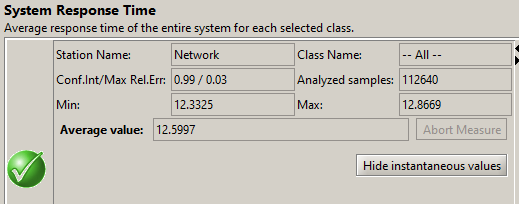 System Response Time
Average response time of the entire system for each selected class.
Station Name: Network Class Name: -- All --
Conf.Int/Max Rel.Err: 0.99 / 0.03 Analyzed samples: 112640
Min: 12.3325 Max: 12.8669
Average value: 12.5997 Abort Measure
Hide instantaneous values